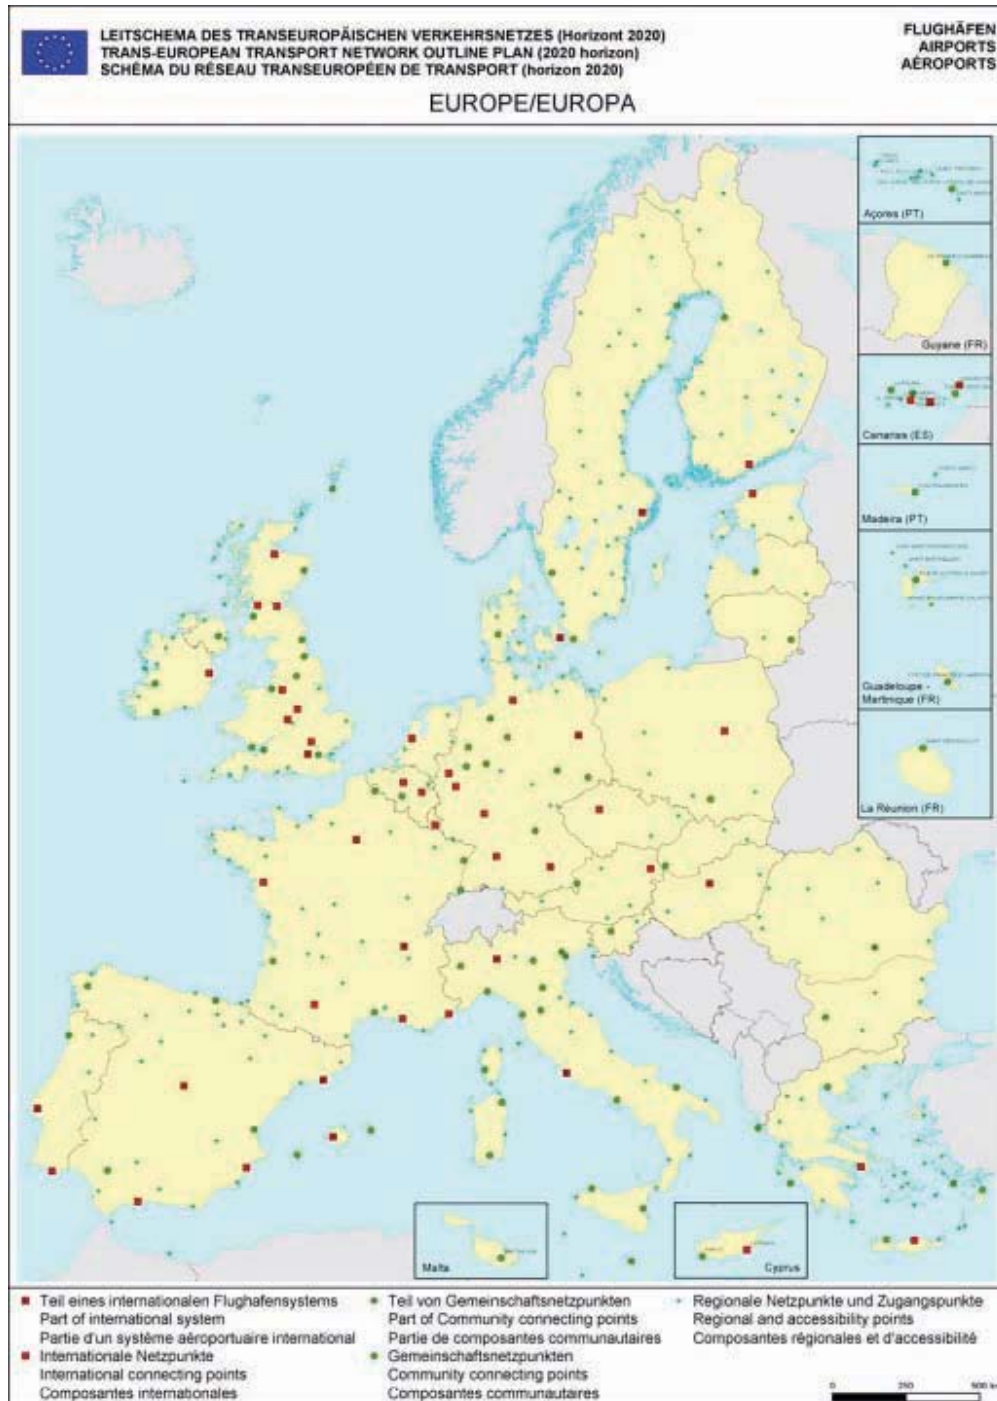 LEITSCHEMA DES TRANSEUROPÄISCHEN VERKEHRSNETZES (Horizont 2020)
TRANS-EUROPEAN TRANSPORT NETWORK OUTLINE PLAN (2020 horizon)
SCHÉMA DU RÉSEAU TRANSEUROPÉEN DE TRANSPORT (horizon 2020)
FLUGHÄFEN
AIRPORTS
AÉROPORTS
EUROPE/EUROPA
Açores (PT)
Guyane (FR)
Canarias (ES)
Madeira (PT)
Guadeloupe -
Martinique (FR)
La Réunion (FR)
Malta
Cyprus
Teil eines internationalen Flughafensystems
Part of international system
Partie d'un système aéroportuaire international
Internationale Netzpunkte
International connecting points
Composantes internationales
Teil von Gemeinschaftsnetzpunkten
Part of Community connecting points
Partie de composantes communautaires
Gemeinschaftsnetzpunkten
Community connecting points
Composantes communautaires
Regionale Netzpunkte und Zugangspunkte
Regional and accessibility points
Composantes régionales et d'accessibilité
0 250 500